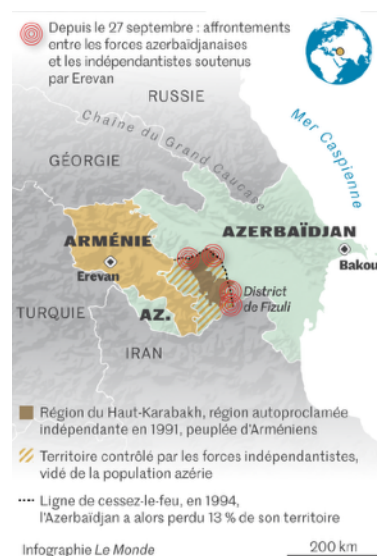 Depuis le 27 septembre : affrontements
entre les forces azerbaïdjanaises
et les indépendantistes soutenus
par Erevan
RUSSIE
Chaîne du Grand Caucase
Mer Caspienne
GÉORGIE
AZERBAÏDJAN
ARMÉNIE
Bakou
Erevan
District
de Fizuli
TURQUIE
AZ.
IRAN
Région du Haut-Karabakh, région autoproclamée
indépendante en 1991, peuplée d'Arméniens
Territoire contrôlé par les forces indépendantistes,
vidé de la population azérie
Ligne de cessez-le-feu, en 1994,
l'Azerbaïdjan a alors perdu 13 % de son territoire
Infographie Le Monde
200 km